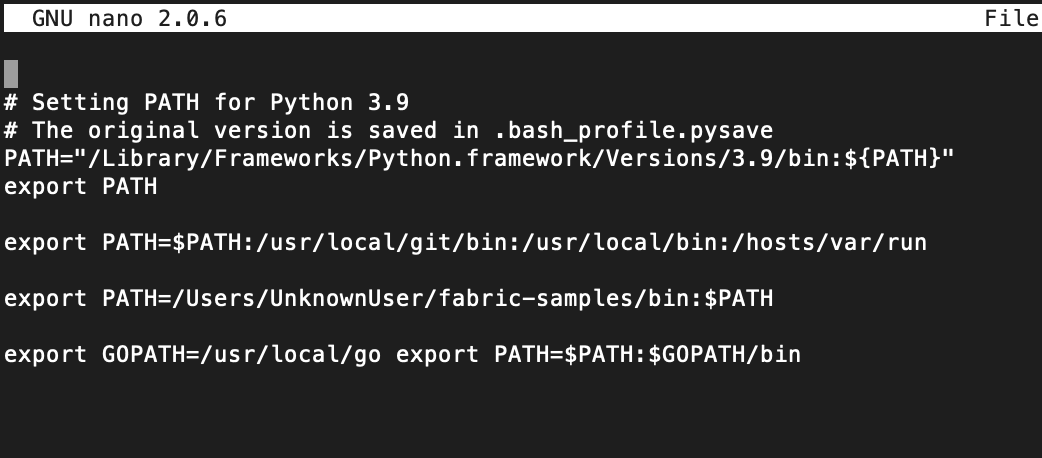 GNU nano 2.0.6 File
# Setting PATH for Python 3.9
# The original version is saved in .bash_profile.pysave
PATH="/Library/Frameworks/Python.framework/Versions/3.9/bin:${PATH}"
export PATH
export PATH=$PATH:/usr/local/git/bin:/usr/local/bin:/hosts/var/run
export PATH=/Users/UnknownUser/fabric-samples/bin:$PATH
export GOPATH=/usr/local/go export PATH=$PATH:$GOPATH/bin